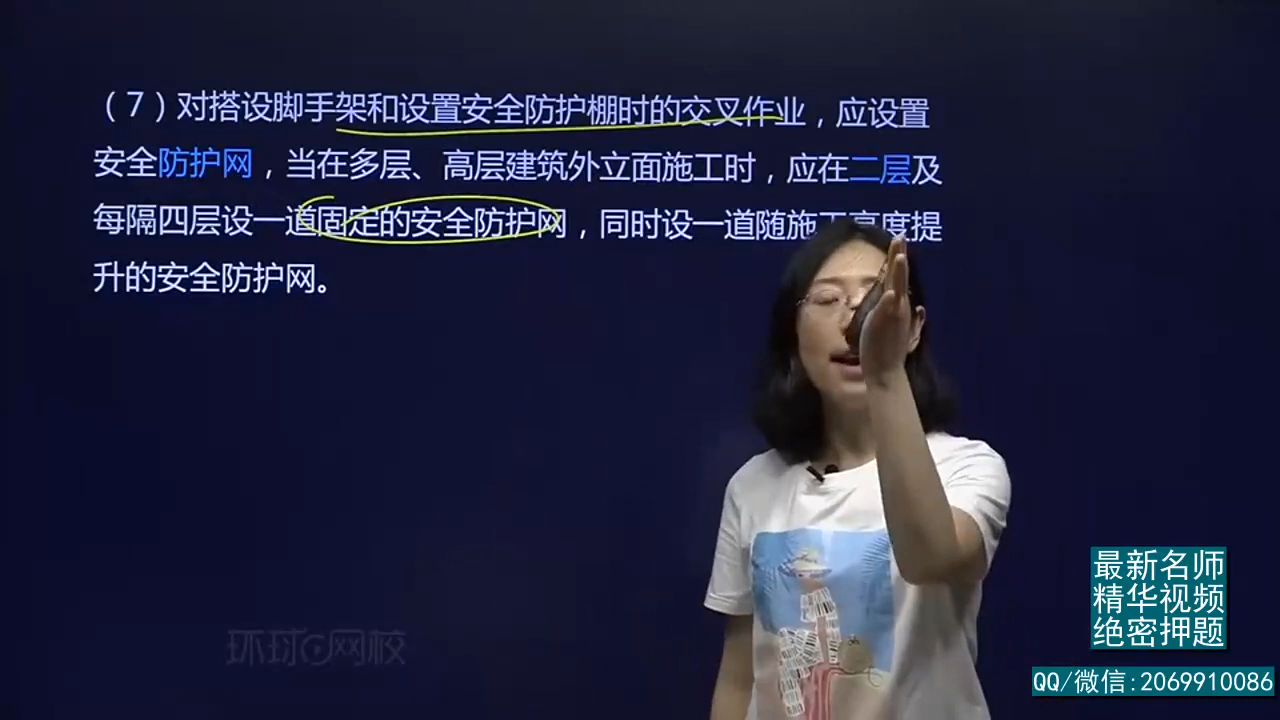 （7）对搭设脚手架和设置安全防护棚时的交叉作业，应设置
安全防护网，当在多层、高层建筑外立面施工时，应在二层及
每隔四层设一道固定的安全防护网，同时设一道随施工高度提
升的安全防护网。
环球网校
最新名师
精华视频
绝密押题
QQ/微信:2069910086